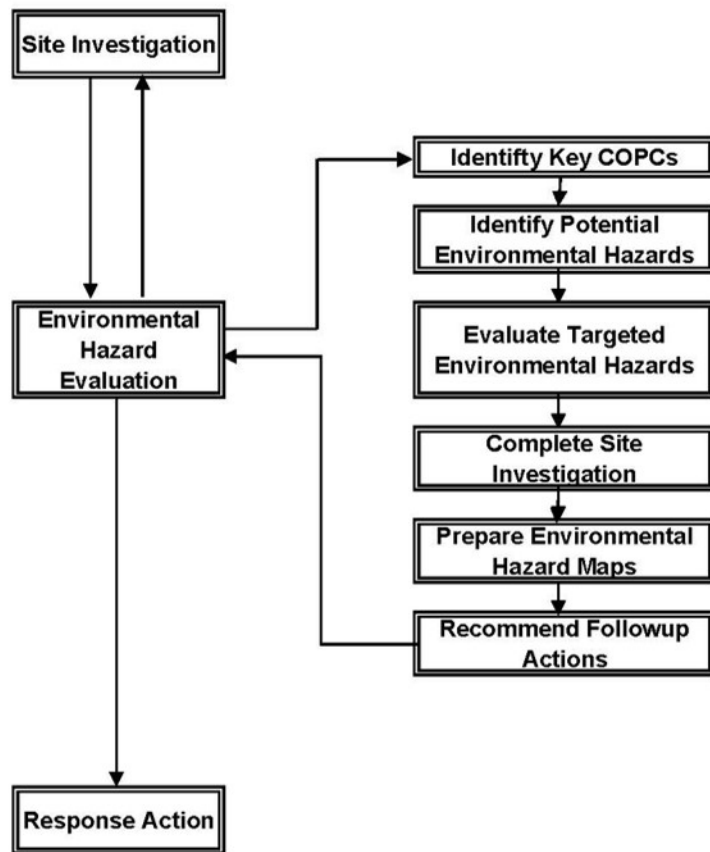 Site Investigation
Environmental
Hazard
Evaluation
Response Action
Identifty Key COPCs
Identify Potential
Environmental Hazards
Evaluate Targeted
Environmental Hazards
Complete Site
Investigation
Prepare Environmental
Hazard Maps
Recommend Followup
Actions